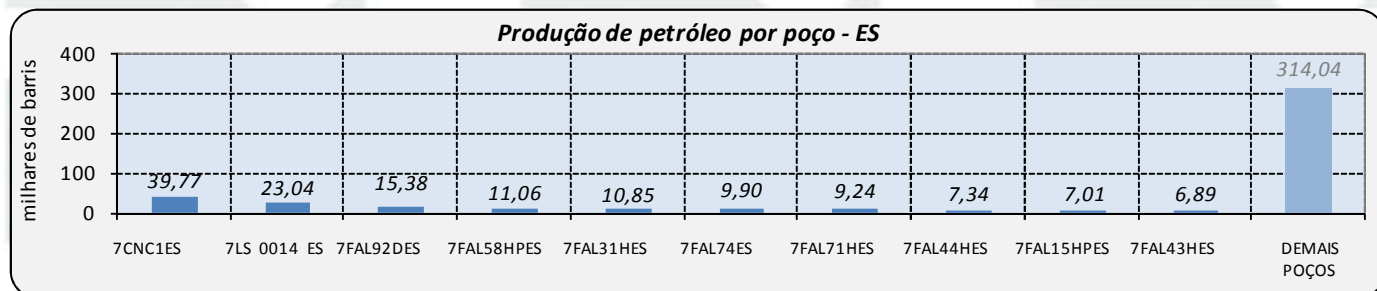 Produção de petróleo por poço - ES
milhares de barris
400
300
200
100
0
39,77 23,04 15,38 11,06 10,85 9,90 9,24 7,34 7,01 6,89 314,04
7CNC1ES 7LS 0014 ES 7FAL92DES 7FAL58HPES 7FAL31HES 7FAL74ES 7FAL71HES 7FAL44HES 7FAL15HPES 7FAL43HES DEMAIS
POÇOS